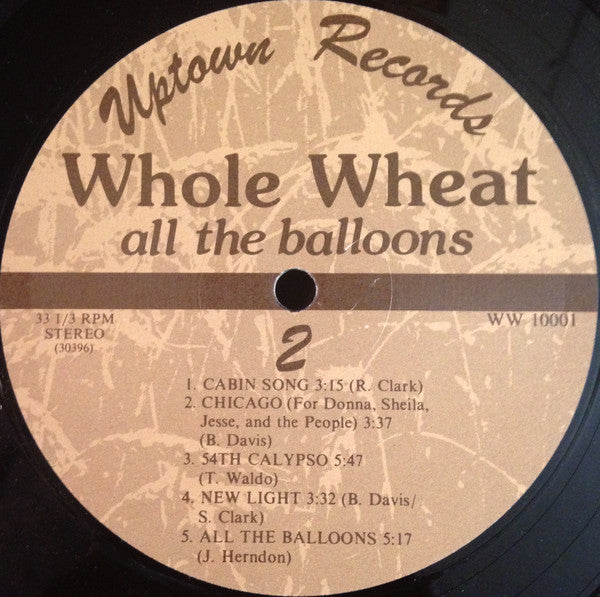 Uptown Records
Whole Wheat
all the balloons
33 1/3 RPM
STEREO
(30396)
WW 10001
2
1. CABIN SONG 3:15 (R. Clark)
2. CHICAGO (For Donna, Sheila,
Jesse, and the People) 3:37
(B. Davis)
3. 54TH CALYPSO 5:47
(T. Waldo)
4. NEW LIGHT 3:32 (B. Davis/
S. Clark)
5. ALL THE BALLOONS 5:17
(J. Herndon)